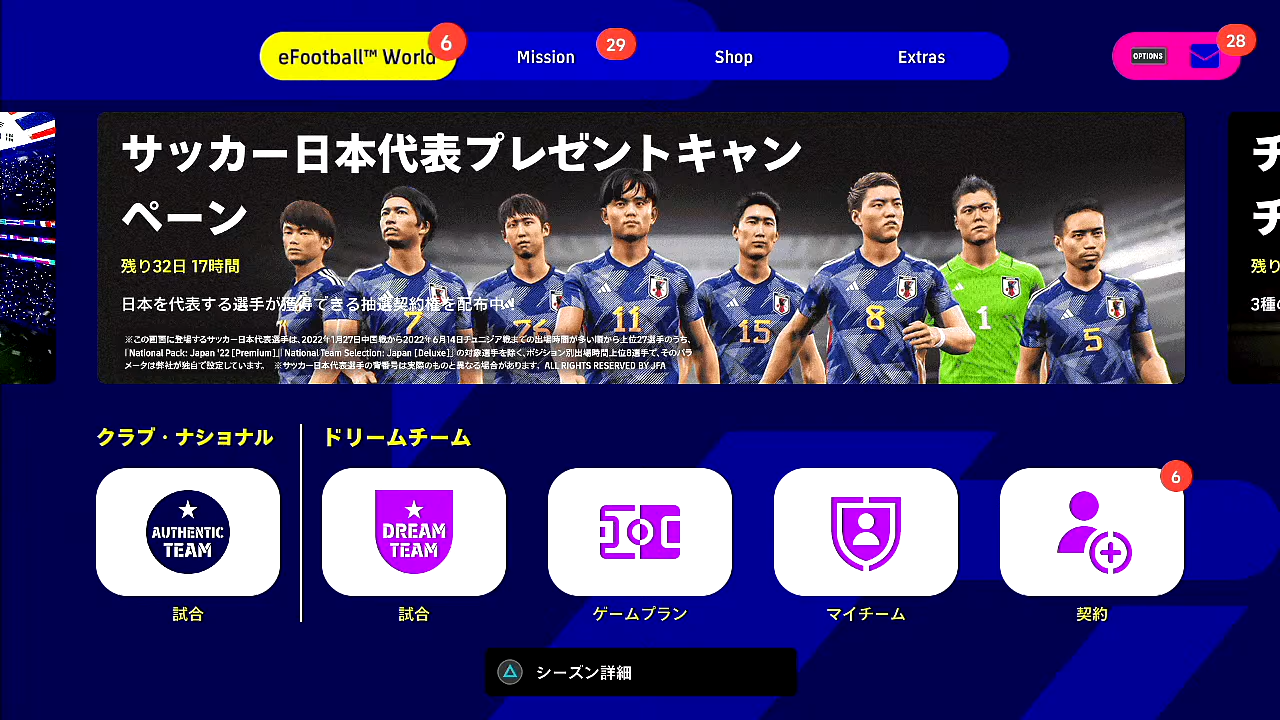 eFootball™ World
6
Mission
29
Shop
Extras
OPTIONS
28
サッカー日本代表プレゼントキャン
ペーン
残り32日 17時間
日本を代表する選手が獲得できる抽選契約権を配布中！
※この画面に登場するサッカー日本代表選手は、2022年1月27日中国戦から2022年6月14日チュニジア戦までの出場時間が多い順から上位27選手のうち、
「National Pack: Japan '22 [Premium]」「National Team Selection: Japan [Deluxe]」の対象選手を除く、ポジション別出場時間上位8選手で、そのパラ
メータは弊社が独自で設定しています。 ※サッカー日本代表選手の背番号は実際のものと異なる場合があります。 ALL RIGHTS RESERVED BY JFA
7
26
11
15
8
1
5
チ
チ
残り
3種の
クラブ・ナショナル
ドリームチーム
AUTHENTIC
TEAM
DREAM
TEAM
6
試合
試合
ゲームプラン
マイチーム
契約
シーズン詳細